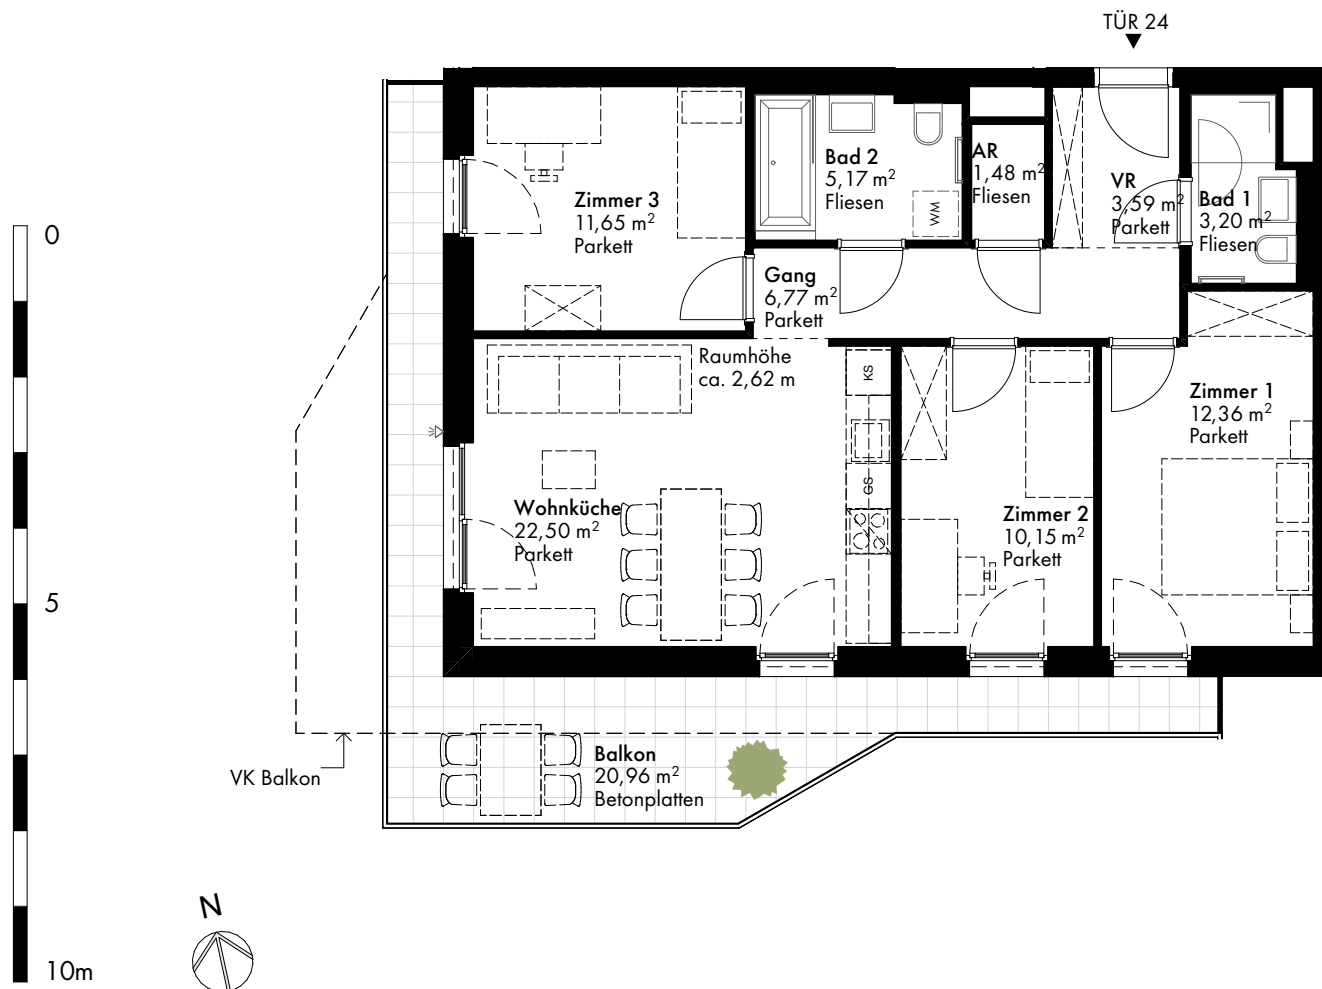 TÜR 24
Bad 2
5,17 m²
Fliesen
AR
1,48 m²
Fliesen
VR
3,59 m²
Parkett
Bad 1
3,20 m²
Fliesen
Zimmer 3
11,65 m²
Parkett
WM
0
Gang
6,77 m²
Parkett
Raumhöhe
ca. 2,62 m
KS
Zimmer 1
12,36 m²
Parkett
GS
Wohnküche
22,50 m²
Parkett
Zimmer 2
10,15 m²
Parkett
5
VK Balkon
Balkon
20,96 m²
Betonplatten
N
10m